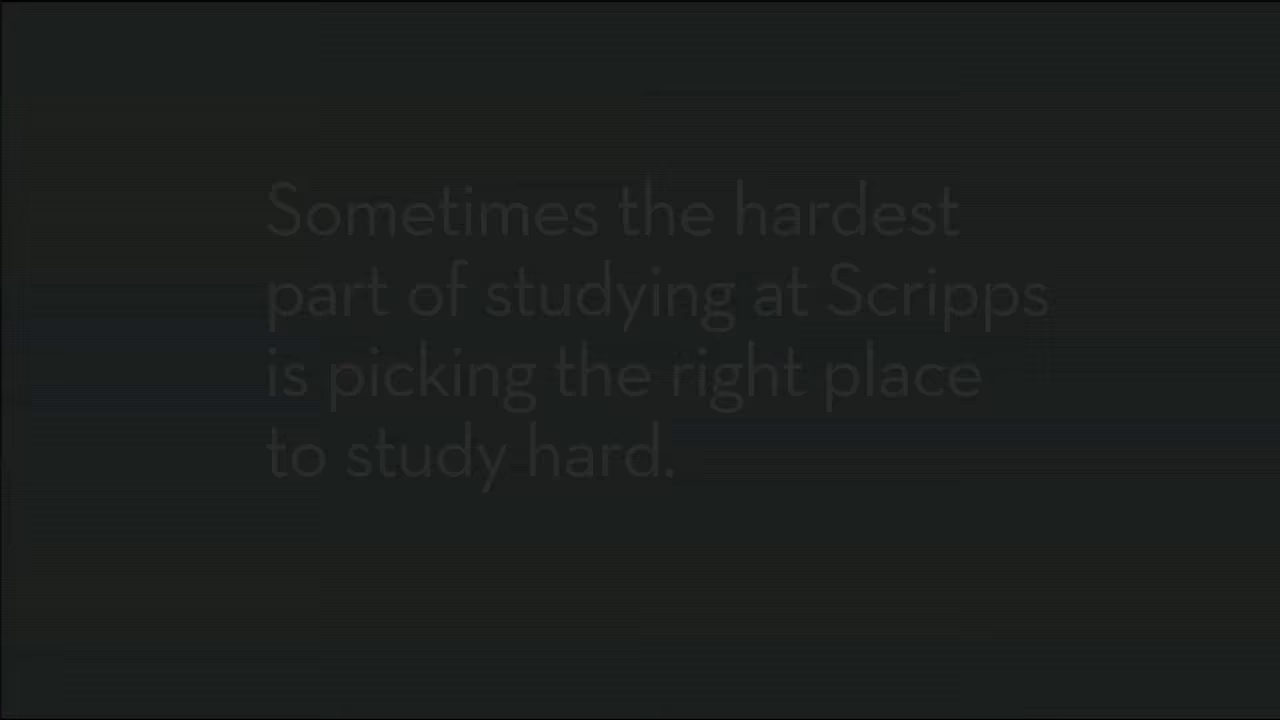 Sometimes the hardest
part of studying at Scripps
is picking the right place
to study hard.